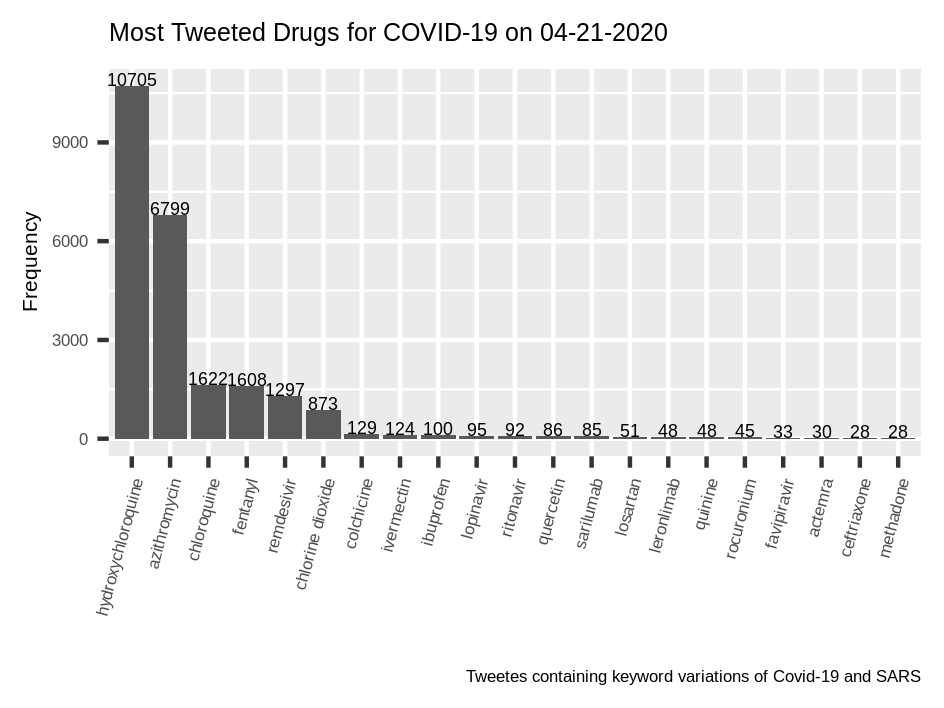 Most Tweeted Drugs for COVID-19 on 04-21-2020
Frequency
9000
6000
3000
0
10705
6799
1622
1608
1297
873
129
124
100
95
92
86
85
51
48
48
45
33
30
28
28
hydroxychloroquine
azithromycin
chloroquine
fentanyl
remdesivir
chlorine dioxide
colchicine
ivermectin
ibuprofen
lopinavir
ritonavir
quercetin
sarilumab
losartan
leronlimab
quinine
rocuronium
favipiravir
actemra
ceftriaxone
methadone
Tweetes containing keyword variations of Covid-19 and SARS